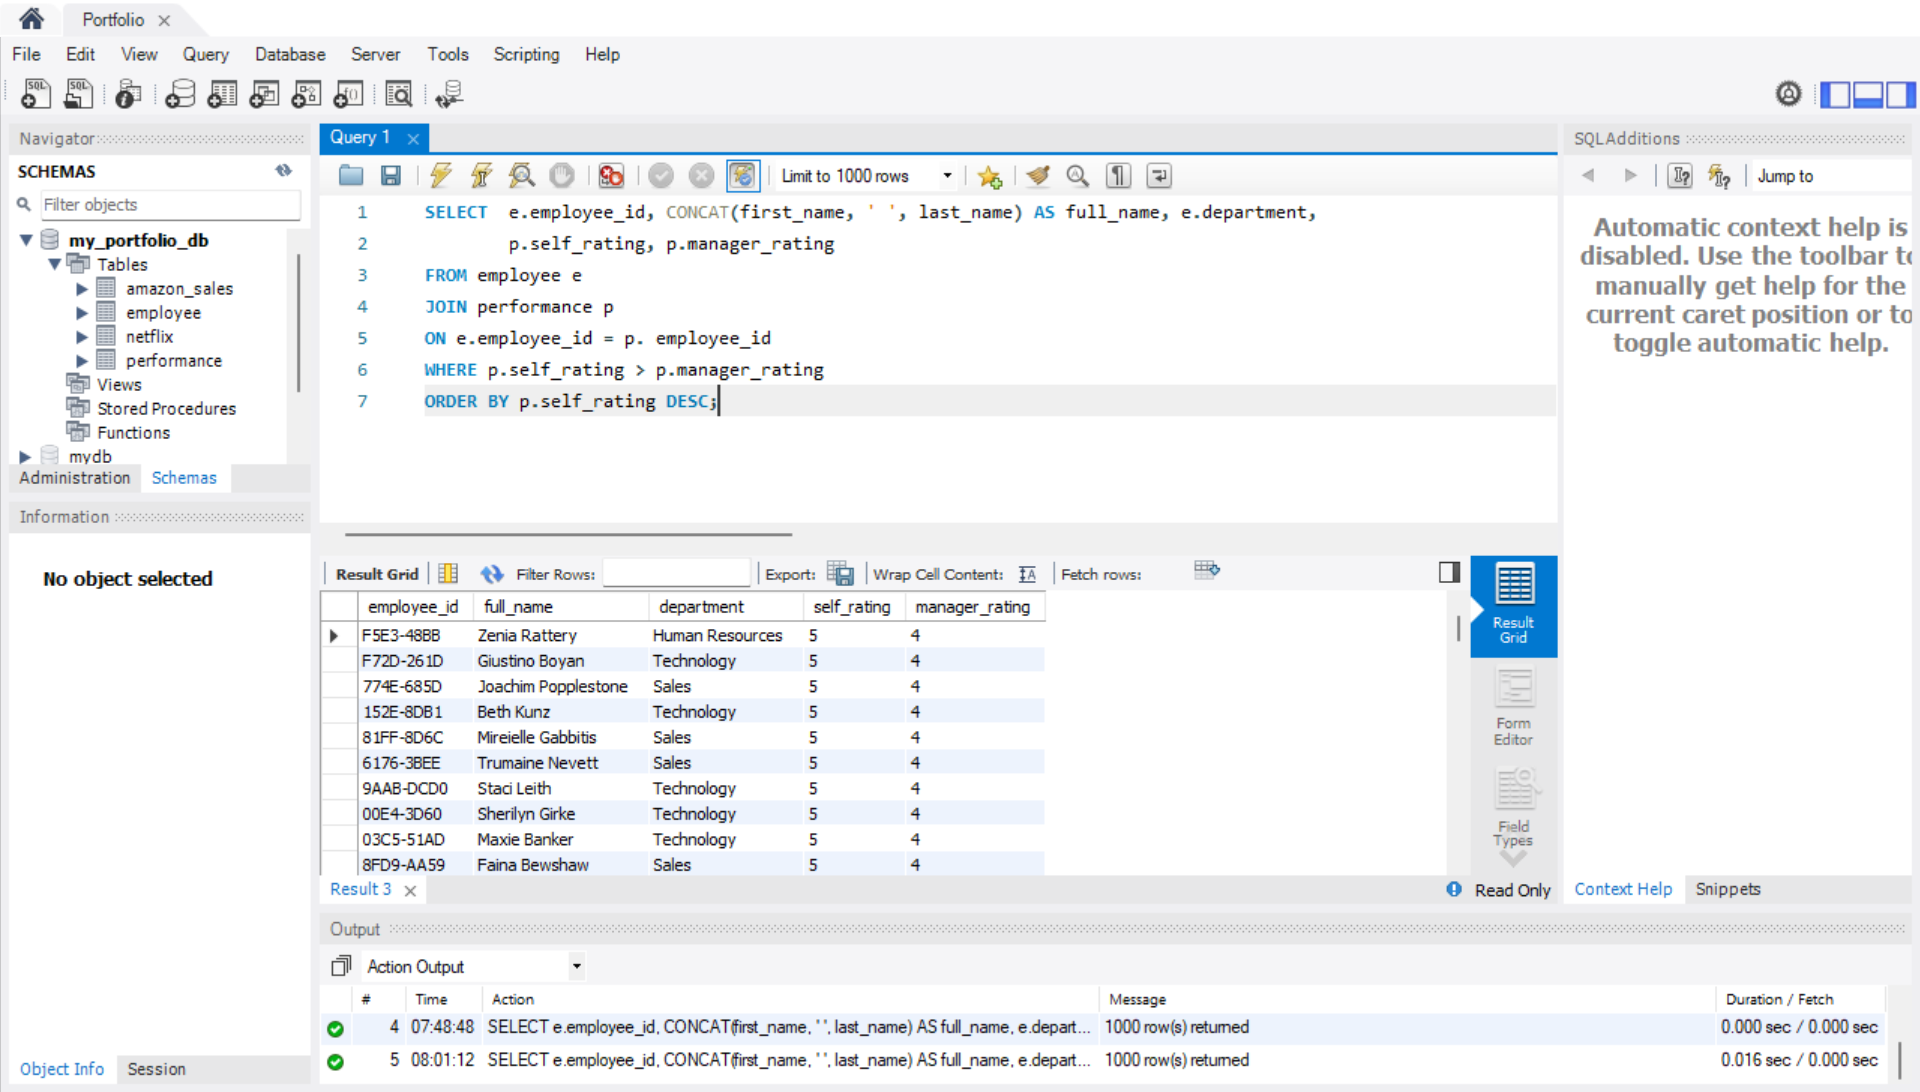 Portfolio
File Edit View Query Database Server Tools Scripting Help
SQL SQL
Navigator
SCHEMAS
Filter objects
my_portfolio_db
Tables
amazon_sales
employee
netflix
performance
Views
Stored Procedures
Functions
mydb
Administration Schemas
Information
No object selected
Object Info Session
Query 1
Limit to 1000 rows
1 SELECT e.employee_id, CONCAT(first_name, ' ', last_name) AS full_name, e.department,
2 p.self_rating, p.manager_rating
3 FROM employee e
4 JOIN performance p
5 ON e.employee_id = p. employee_id
6 WHERE p.self_rating > p.manager_rating
7 ORDER BY p.self_rating DESC;
Result Grid Filter Rows: Export: Wrap Cell Content: Fetch rows:
employee_id full_name department self_rating manager_rating
F5E3-48BB Zenia Rattery Human Resources 5 4
F72D-261D Giustino Boyan Technology 5 4
774E-685D Joachim Popplestone Sales 5 4
152E-8DB1 Beth Kunz Technology 5 4
81FF-8D6C Mireielle Gabbitis Sales 5 4
6176-3BEE Trumaine Nevett Sales 5 4
9AAB-DCD0 Staci Leith Technology 5 4
00E4-3D60 Sherilyn Girke Technology 5 4
03C5-51AD Maxie Banker Technology 5 4
8FD9-AA59 Faina Bewshaw Sales 5 4
Result
Grid
Form
Editor
Field
Types
Result 3
Read Only
SQLAdditions
Jump to
Automatic context help is
disabled. Use the toolbar to
manually get help for the
current caret position or to
toggle automatic help.
Context Help Snippets
Output
Action Output
# Time Action Message Duration / Fetch
4 07:48:48 SELECT e.employee_id, CONCAT(first_name, ' ', last_name) AS full_name, e.depart... 1000 row(s) returned 0.000 sec / 0.000 sec
5 08:01:12 SELECT e.employee_id, CONCAT(first_name, ' ', last_name) AS full_name, e.depart... 1000 row(s) returned 0.016 sec / 0.000 sec